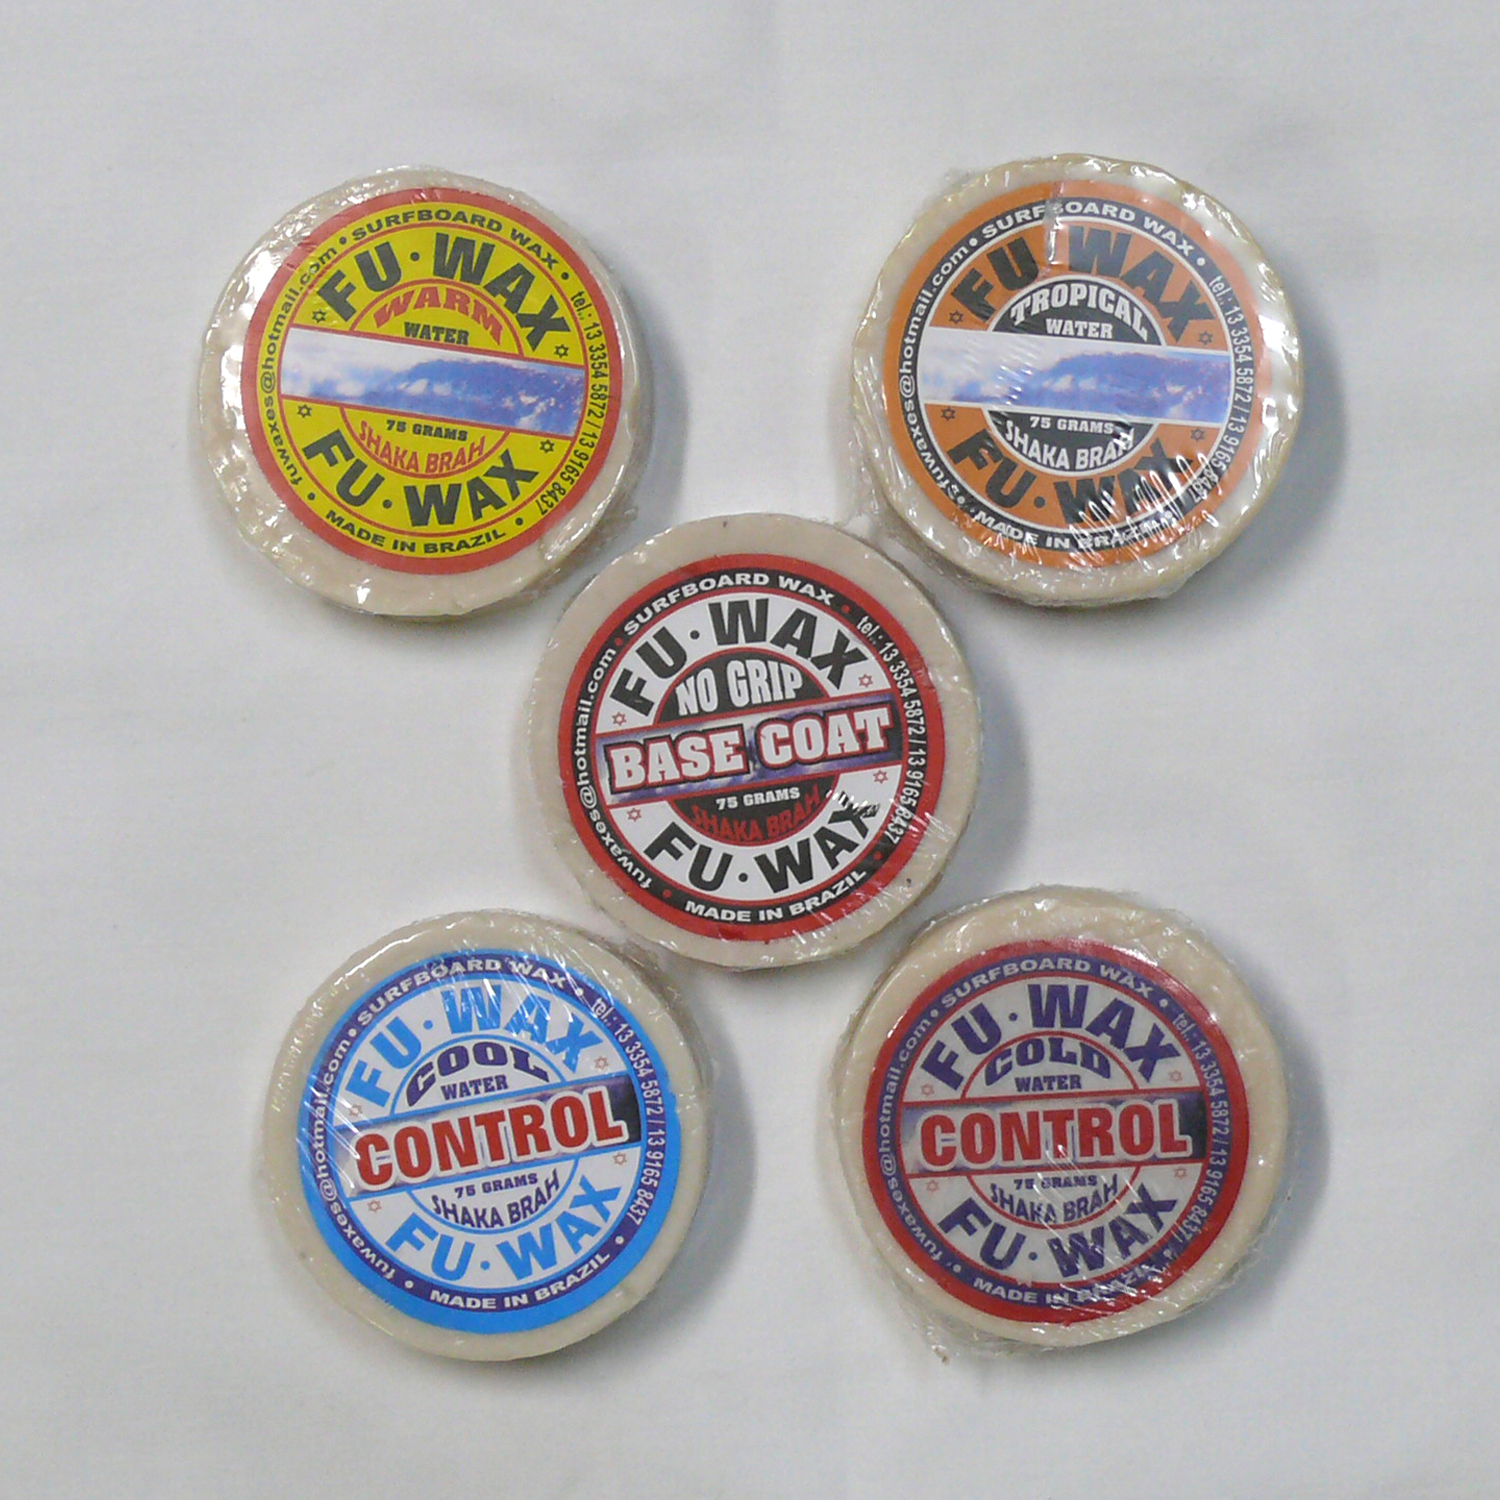 fuwaxes@hotmail.com • SURFBOARD WAX • tel.: 13 3354 5872 / 13 9165 8437
FU·WAX
WARM
WATER
75 GRAMS
SHAKA BRAH
FU·WAX
• MADE IN BRAZIL •
fuwaxes@hotmail.com • SURFBOARD WAX • tel.: 13 3354 5872 / 13 9165 8437
FU WAX
TROPICAL
WATER
75 GRAMS
SHAKA BRAH
FU·WAX
• MADE IN BRAZIL
fuwaxes@hotmail.com • SURFBOARD WAX • tel.: 13 3354 5872 / 13 9165 8437
FU·WAX
NO GRIP
BASE COAT
75 GRAMS
SHAKA BRAH
FU·WAX
• MADE IN BRAZIL •
fuwaxes@hotmail.com • SURFBOARD WAX • tel.: 13 3354 5872 / 13 9165 8437
FU·WAX
COOL
WATER
CONTROL
75 GRAMS
SHAKA BRAH
FU·WAX
• MADE IN BRAZIL •
fuwaxes@hotmail.com • SURFBOARD WAX • tel.: 13 3354 5872 / 13 9165 8437
FU·WAX
COLD
WATER
CONTROL
75 GRAMS
SHAKA BRAH
FU·WAX
• MADE IN BRAZIL